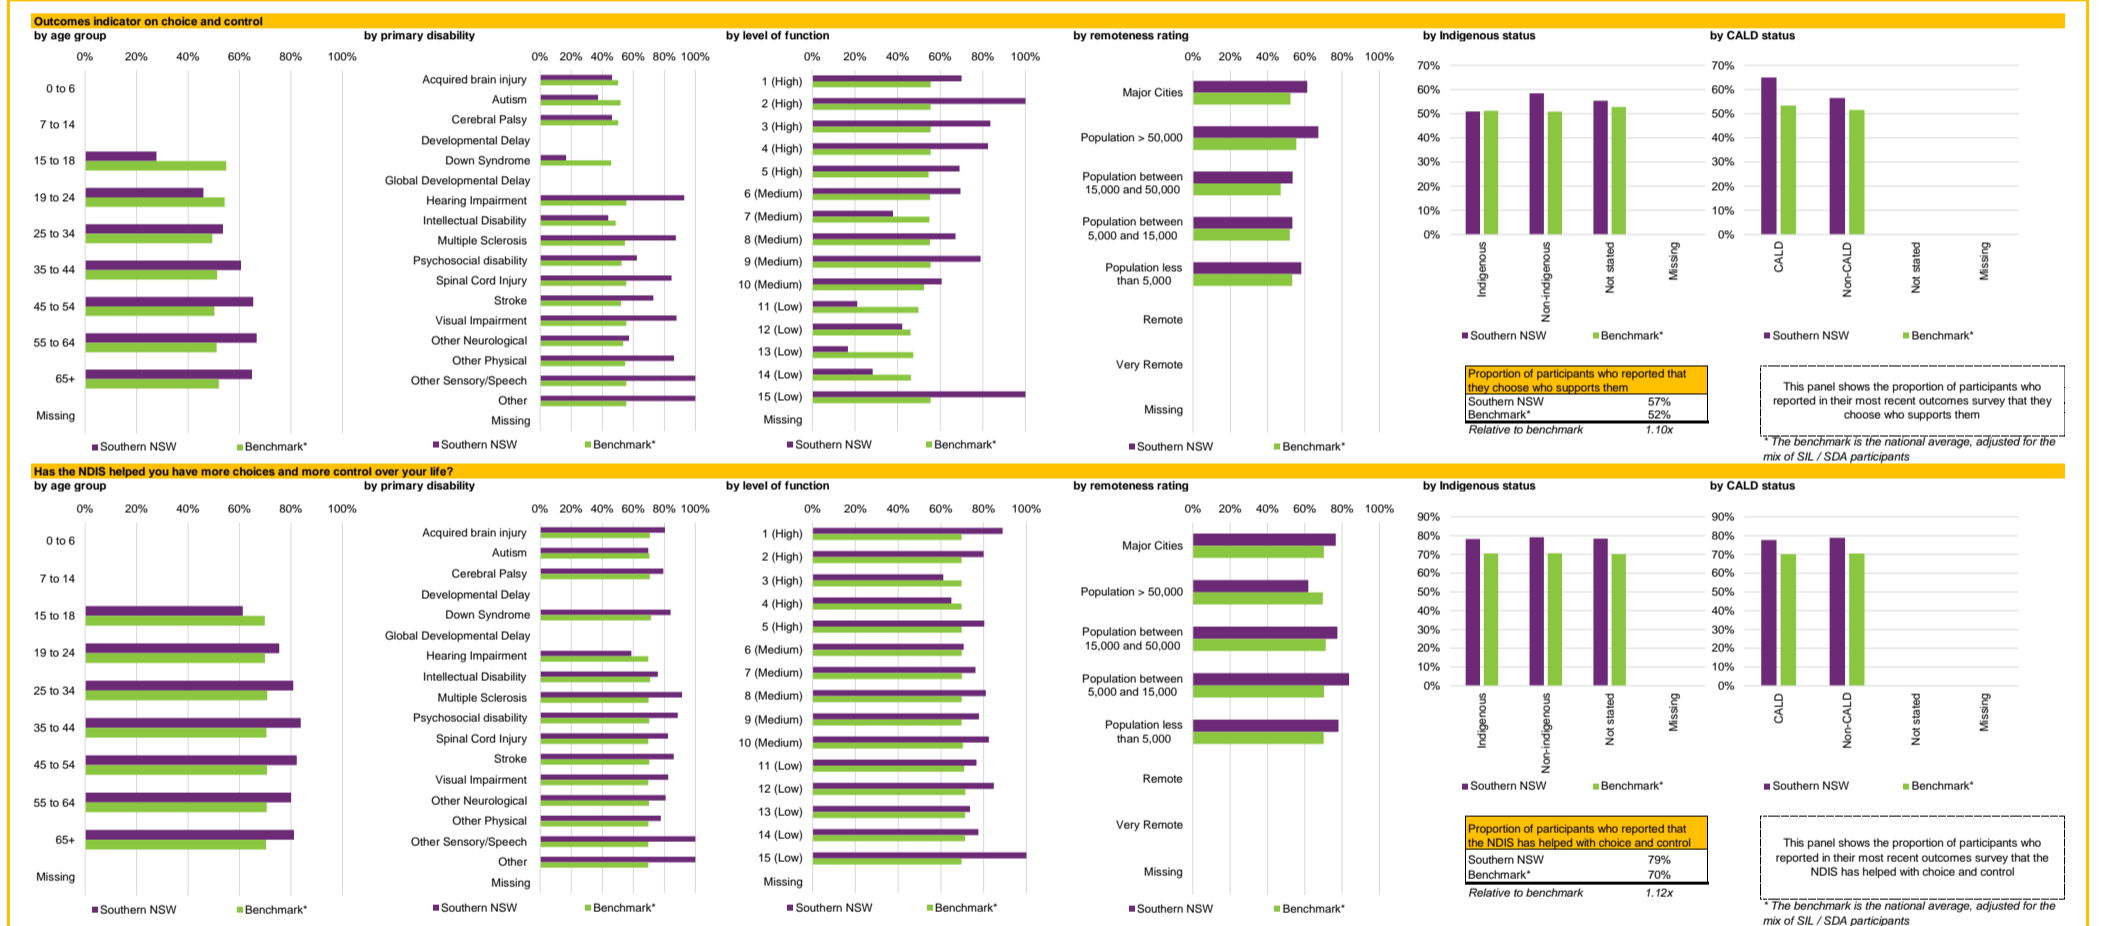 Outcomes indicator on choice and control
by age group
0% 20% 40% 60% 80% 100%
0 to 6
7 to 14
15 to 18
19 to 24
25 to 34
35 to 44
45 to 54
55 to 64
65+
Missing
Southern NSW Benchmark*
by primary disability
0% 20% 40% 60% 80% 100%
Acquired brain injury
Autism
Cerebral Palsy
Developmental Delay
Down Syndrome
Global Developmental Delay
Hearing Impairment
Intellectual Disability
Multiple Sclerosis
Psychosocial disability
Spinal Cord Injury
Stroke
Visual Impairment
Other Neurological
Other Physical
Other Sensory/Speech
Other
Missing
Southern NSW Benchmark*
by level of function
0% 20% 40% 60% 80% 100%
1 (High)
2 (High)
3 (High)
4 (High)
5 (High)
6 (Medium)
7 (Medium)
8 (Medium)
9 (Medium)
10 (Medium)
11 (Low)
12 (Low)
13 (Low)
14 (Low)
15 (Low)
Missing
Southern NSW Benchmark*
by remoteness rating
0% 20% 40% 60% 80% 100%
Major Cities
Population > 50,000
Population between
15,000 and 50,000
Population between
5,000 and 15,000
Population less
than 5,000
Remote
Very Remote
Missing
Southern NSW Benchmark*
by Indigenous status
70%
60%
50%
40%
30%
20%
10%
0%
Indigenous
Non-indigenous
Not stated
Missing
Southern NSW Benchmark*
Proportion of participants who reported that
they choose who supports them
Southern NSW 57%
Benchmark* 52%
Relative to benchmark 1.10x
by CALD status
70%
60%
50%
40%
30%
20%
10%
0%
CALD
Non-CALD
Not stated
Missing
Southern NSW Benchmark*
This panel shows the proportion of participants who
reported in their most recent outcomes survey that they
choose who supports them
* The benchmark is the national average, adjusted for the
mix of SIL / SDA participants
Has the NDIS helped you have more choices and more control over your life?
by age group
0% 20% 40% 60% 80% 100%
0 to 6
7 to 14
15 to 18
19 to 24
25 to 34
35 to 44
45 to 54
55 to 64
65+
Missing
Southern NSW Benchmark*
by primary disability
0% 20% 40% 60% 80% 100%
Acquired brain injury
Autism
Cerebral Palsy
Developmental Delay
Down Syndrome
Global Developmental Delay
Hearing Impairment
Intellectual Disability
Multiple Sclerosis
Psychosocial disability
Spinal Cord Injury
Stroke
Visual Impairment
Other Neurological
Other Physical
Other Sensory/Speech
Other
Missing
Southern NSW Benchmark*
by level of function
0% 20% 40% 60% 80% 100%
1 (High)
2 (High)
3 (High)
4 (High)
5 (High)
6 (Medium)
7 (Medium)
8 (Medium)
9 (Medium)
10 (Medium)
11 (Low)
12 (Low)
13 (Low)
14 (Low)
15 (Low)
Missing
Southern NSW Benchmark*
by remoteness rating
0% 20% 40% 60% 80% 100%
Major Cities
Population > 50,000
Population between
15,000 and 50,000
Population between
5,000 and 15,000
Population less
than 5,000
Remote
Very Remote
Missing
Southern NSW Benchmark*
by Indigenous status
90%
80%
70%
60%
50%
40%
30%
20%
10%
0%
Indigenous
Non-indigenous
Not stated
Missing
Southern NSW Benchmark*
Proportion of participants who reported that
the NDIS has helped with choice and control
Southern NSW 79%
Benchmark* 70%
Relative to benchmark 1.12x
by CALD status
90%
80%
70%
60%
50%
40%
30%
20%
10%
0%
CALD
Non-CALD
Not stated
Missing
Southern NSW Benchmark*
This panel shows the proportion of participants who
reported in their most recent outcomes survey that the
NDIS has helped with choice and control
* The benchmark is the national average, adjusted for the
mix of SIL / SDA participants